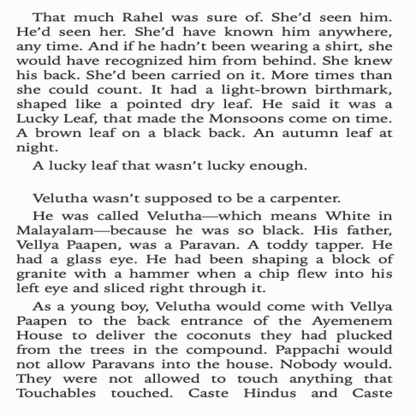 That much Rahel was sure of. She’d seen him.
He’d seen her. She’d have known him anywhere,
any time. And if he hadn’t been wearing a shirt, she
would have recognized him from behind. She knew
his back. She’d been carried on it. More times than
she could count. It had a light-brown birthmark,
shaped like a pointed dry leaf. He said it was a
Lucky Leaf, that made the Monsoons come on time.
A brown leaf on a black back. An autumn leaf at
night.
A lucky leaf that wasn’t lucky enough.
Velutha wasn’t supposed to be a carpenter.
He was called Velutha—which means White in
Malayalam—because he was so black. His father,
Vellya Paapen, was a Paravan. A toddy tapper. He
had a glass eye. He had been shaping a block of
granite with a hammer when a chip flew into his
left eye and sliced right through it.
As a young boy, Velutha would come with Vellya
Paapen to the back entrance of the Ayemenem
House to deliver the coconuts they had plucked
from the trees in the compound. Pappachi would
not allow Paravans into the house. Nobody would.
They were not allowed to touch anything that
Touchables touched. Caste Hindus and Caste